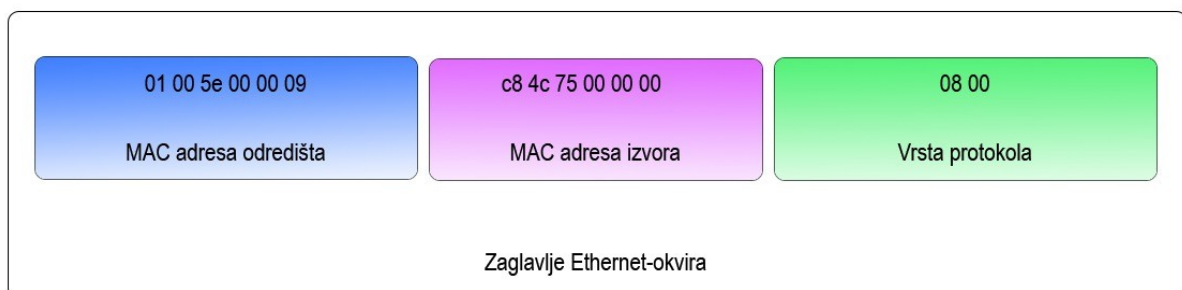 01 00 5e 00 00 09
MAC adresa odredišta
c8 4c 75 00 00 00
MAC adresa izvora
08 00
Vrsta protokola
Zaglavlje Ethernet-okvira